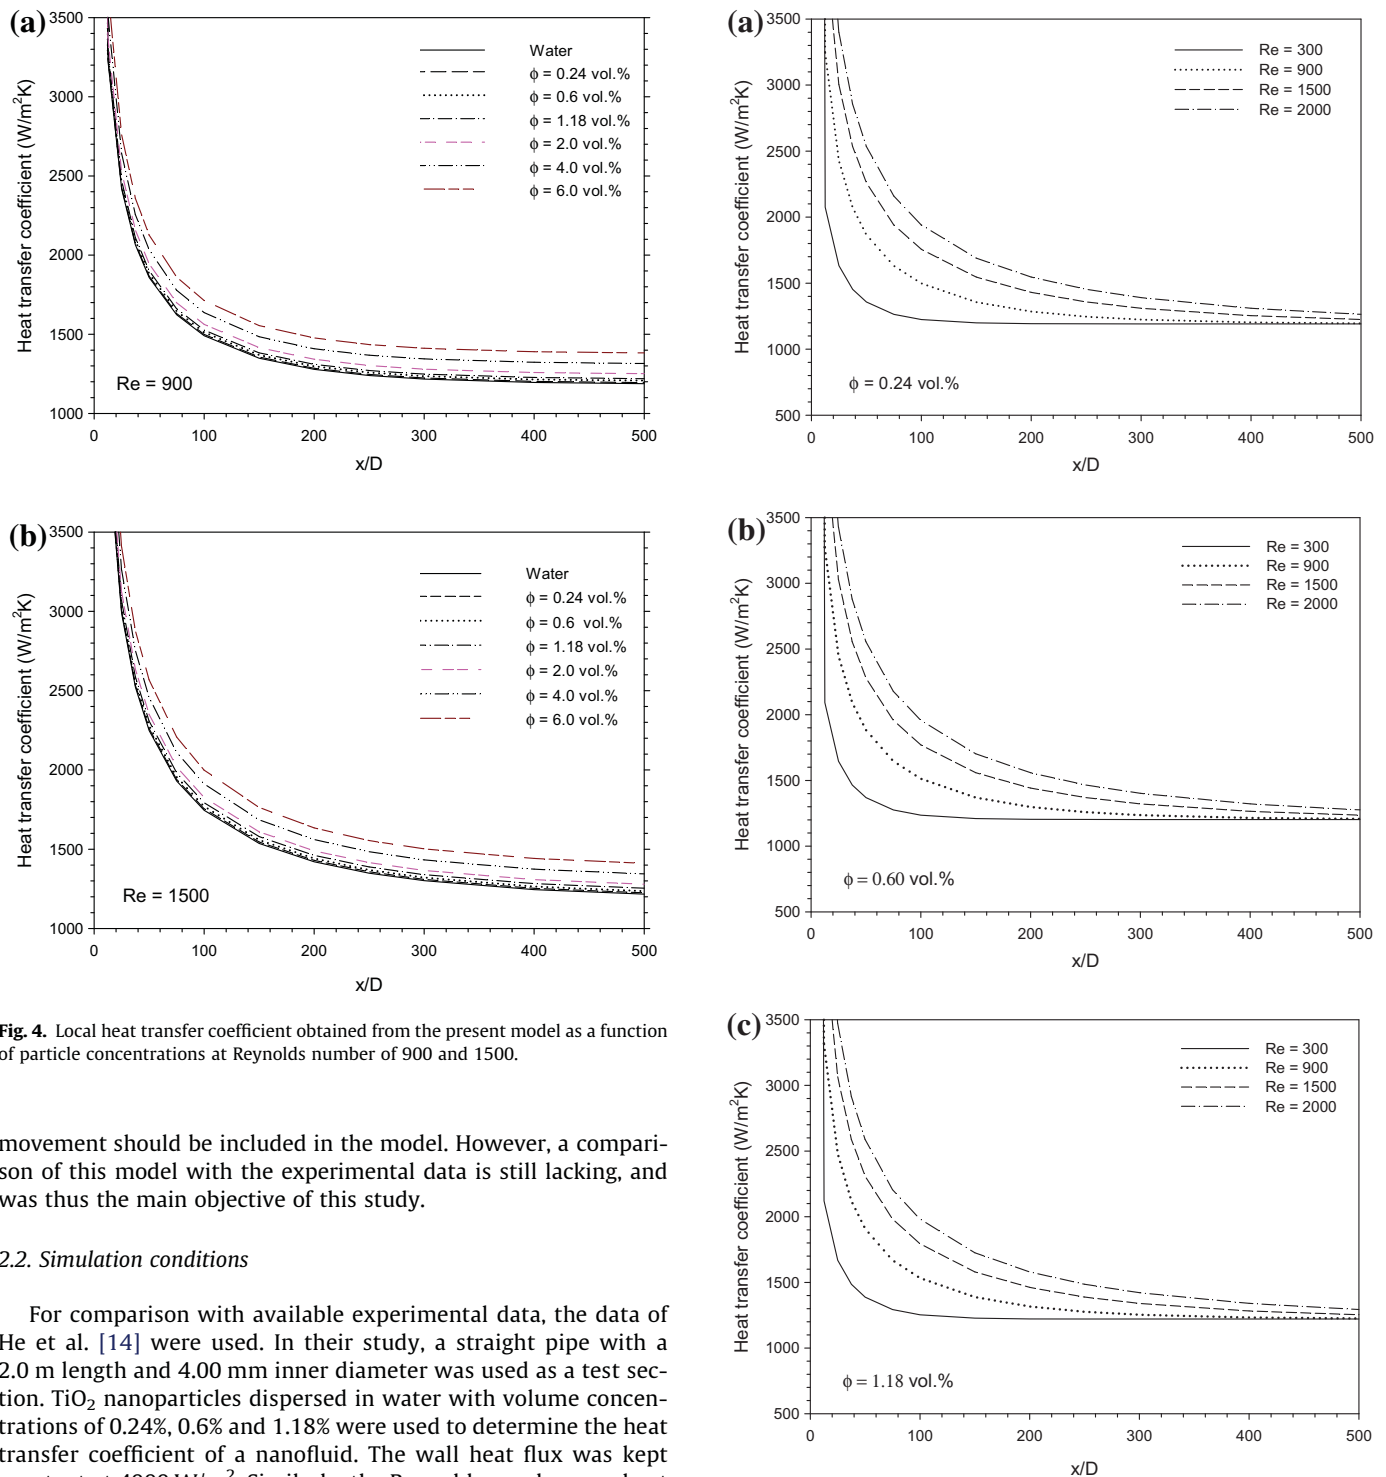 (a)
3500
3000
2500
2000
1500
1000
Heat transfer coefficient (W/m²K)
Water
ϕ = 0.24 vol.%
ϕ = 0.6 vol.%
ϕ = 1.18 vol.%
ϕ = 2.0 vol.%
ϕ = 4.0 vol.%
ϕ = 6.0 vol.%
Re = 900
0 100 200 300 400 500
x/D
(b)
3500
3000
2500
2000
1500
1000
Heat transfer coefficient (W/m²K)
Water
ϕ = 0.24 vol.%
ϕ = 0.6 vol.%
ϕ = 1.18 vol.%
ϕ = 2.0 vol.%
ϕ = 4.0 vol.%
ϕ = 6.0 vol.%
Re = 1500
0 100 200 300 400 500
x/D
Fig. 4. Local heat transfer coefficient obtained from the present model as a function
of particle concentrations at Reynolds number of 900 and 1500.
movement should be included in the model. However, a compari-
son of this model with the experimental data is still lacking, and
was thus the main objective of this study.
2.2. Simulation conditions
For comparison with available experimental data, the data of
He et al. [14] were used. In their study, a straight pipe with a
2.0 m length and 4.00 mm inner diameter was used as a test sec-
tion. TiO₂ nanoparticles dispersed in water with volume concen-
trations of 0.24%, 0.6% and 1.18% were used to determine the heat
transfer coefficient of a nanofluid. The wall heat flux was kept
(a)
3500
3000
2500
2000
1500
1000
500
Heat transfer coefficient (W/m²K)
Re = 300
Re = 900
Re = 1500
Re = 2000
ϕ = 0.24 vol.%
0 100 200 300 400 500
x/D
(b)
3500
3000
2500
2000
1500
1000
500
Heat transfer coefficient (W/m²K)
Re = 300
Re = 900
Re = 1500
Re = 2000
ϕ = 0.60 vol.%
0 100 200 300 400 500
x/D
(c)
3500
3000
2500
2000
1500
1000
500
Heat transfer coefficient (W/m²K)
Re = 300
Re = 900
Re = 1500
Re = 2000
ϕ = 1.18 vol.%
0 100 200 300 400 500
x/D